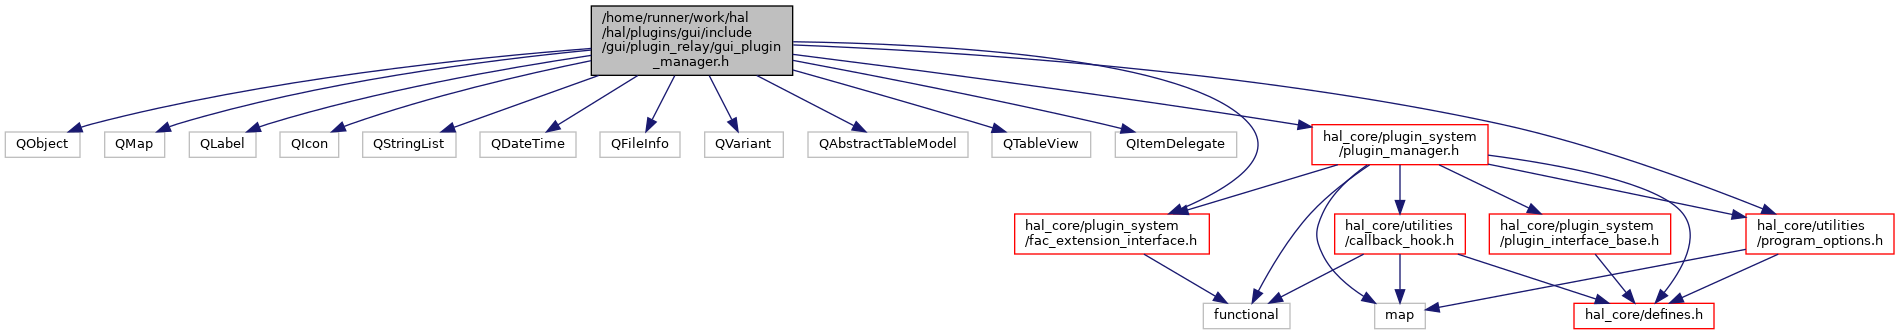 /home/runner/work/hal
/hal/plugins/gui/include
/gui/plugin_relay/gui_plugin
_manager.h
QObject
QMap
QLabel
QIcon
QStringList
QDateTime
QFileInfo
QVariant
QAbstractTableModel
QTableView
QItemDelegate
hal_core/plugin_system
/plugin_manager.h
hal_core/plugin_system
/fac_extension_interface.h
hal_core/utilities
/callback_hook.h
hal_core/plugin_system
/plugin_interface_base.h
hal_core/utilities
/program_options.h
functional
map
hal_core/defines.h